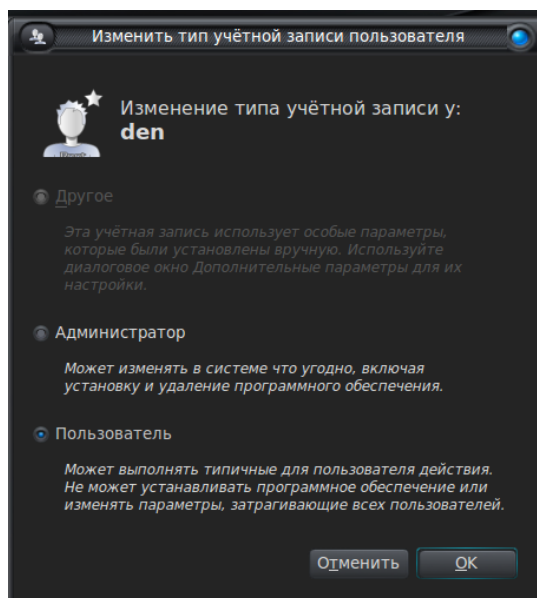 Изменить тип учётной записи пользователя
Изменение типа учётной записи у:
den
Другое
Эта учётная запись использует особые параметры,
которые были установлены вручную. Используйте
диалоговое окно Дополнительные параметры для их
настройки.
Администратор
Может изменять в системе что угодно, включая
установку и удаление программного обеспечения.
Пользователь
Может выполнять типичные для пользователя действия.
Не может устанавливать программное обеспечение или
изменять параметры, затрагивающие всех пользователей.
Отменить OK